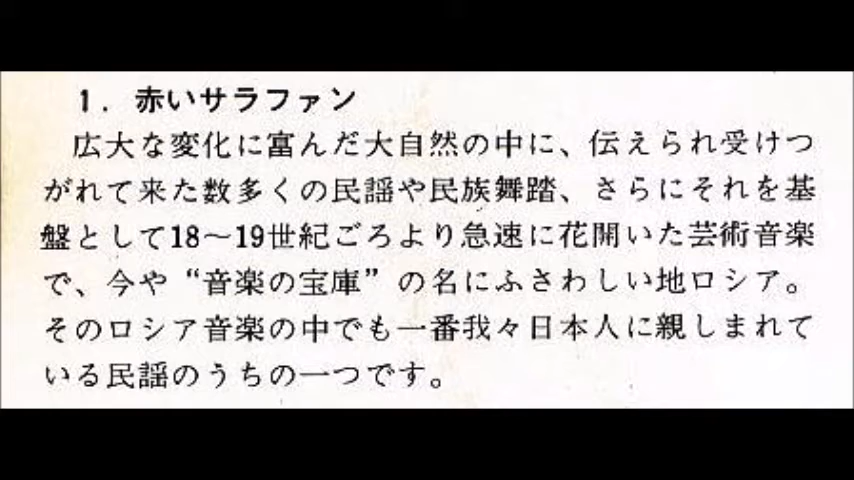 1．赤いサラファン
広大な変化に富んだ大自然の中に、伝えられ受けつ
がれて来た数多くの民謡や民族舞踏、さらにそれを基
盤として18〜19世紀ごろより急速に花開いた芸術音楽
で、今や“音楽の宝庫”の名にふさわしい地ロシア。
そのロシア音楽の中でも一番我々日本人に親しまれて
いる民謡のうちの一つです。